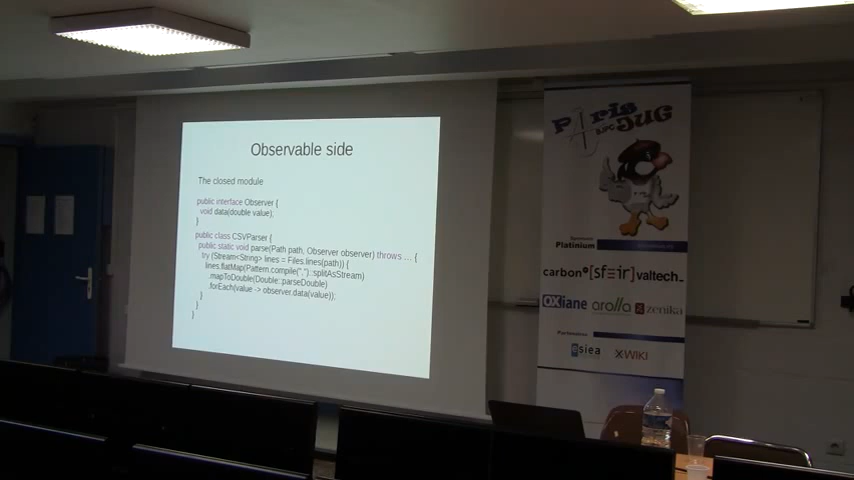 Observable side
The closed module
public interface Observer {
void data(double value);
}
public class CSVParser {
public static void parse(Path path, Observer observer) throws ... {
try (Stream<String> lines = Files.lines(path)) {
lines.flatMap(Pattern.compile(",")::splitAsStream)
.mapToDouble(Double::parseDouble)
.forEach(value -> observer.data(value));
}
}
}
Paris
JUG
Platinium
carbon [sfeir] valtech_
OXiane arolla zenika
Partenaires
esiea XWIKI